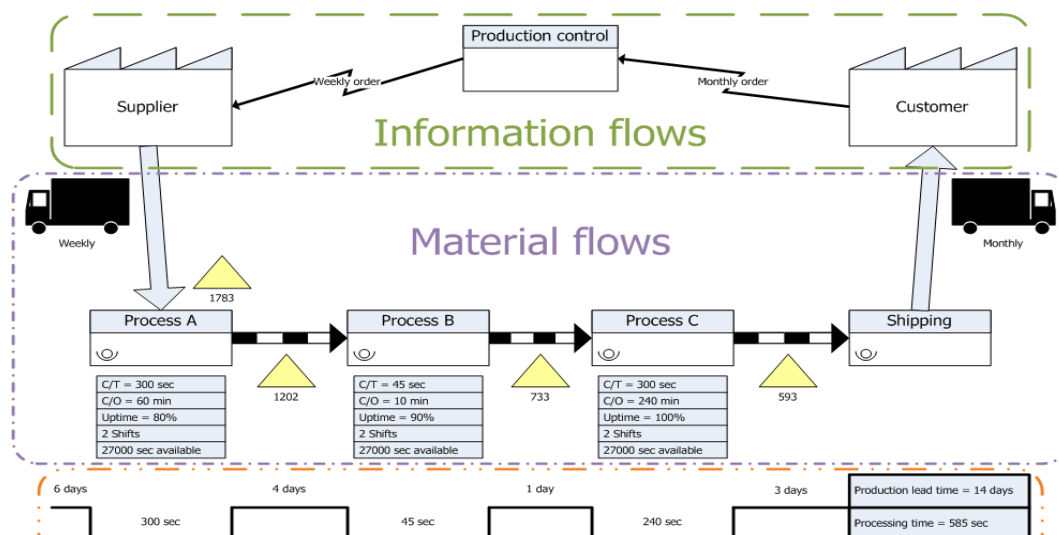 Production control
Weekly order
Monthly order
Supplier
Customer
Information flows
Material flows
Weekly
Monthly
1783
Process A
Process B
Process C
Shipping
1202
733
593
C/T = 300 sec
C/O = 60 min
Uptime = 80%
2 Shifts
27000 sec available
C/T = 45 sec
C/O = 10 min
Uptime = 90%
2 Shifts
27000 sec available
C/T = 300 sec
C/O = 240 min
Uptime = 100%
2 Shifts
27000 sec available
6 days
4 days
1 day
3 days
Production lead time = 14 days
300 sec
45 sec
240 sec
Processing time = 585 sec